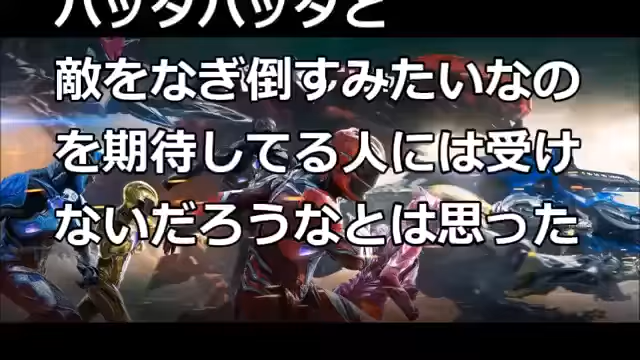 バッタバッタと
敵をなぎ倒すみたいなの
を期待してる人には受け
ないだろうなとは思った